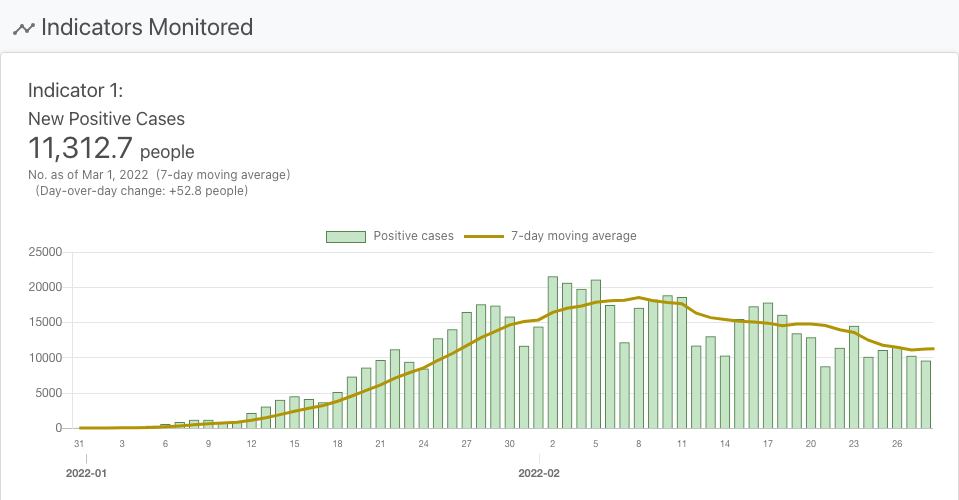 Indicators Monitored
Indicator 1:
New Positive Cases
11,312.7 people
No. as of Mar 1, 2022 (7-day moving average)
(Day-over-day change: +52.8 people)
Positive cases 7-day moving average
25000
20000
15000
10000
5000
0
31 3 6 9 12 15 18 21 24 27 30 2 5 8 11 14 17 20 23 26
2022-01 2022-02